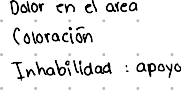 Dolor en el area
Coloración
Inhabilidad : apoyo